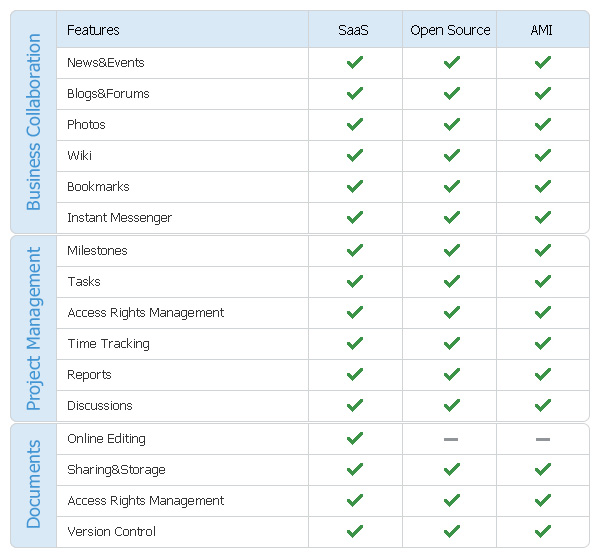 Business Collaboration
Features SaaS Open Source AMI
News&Events
Blogs&Forums
Photos
Wiki
Bookmarks
Instant Messenger
Project Management
Milestones
Tasks
Access Rights Management
Time Tracking
Reports
Discussions
Documents
Online Editing
Sharing&Storage
Access Rights Management
Version Control